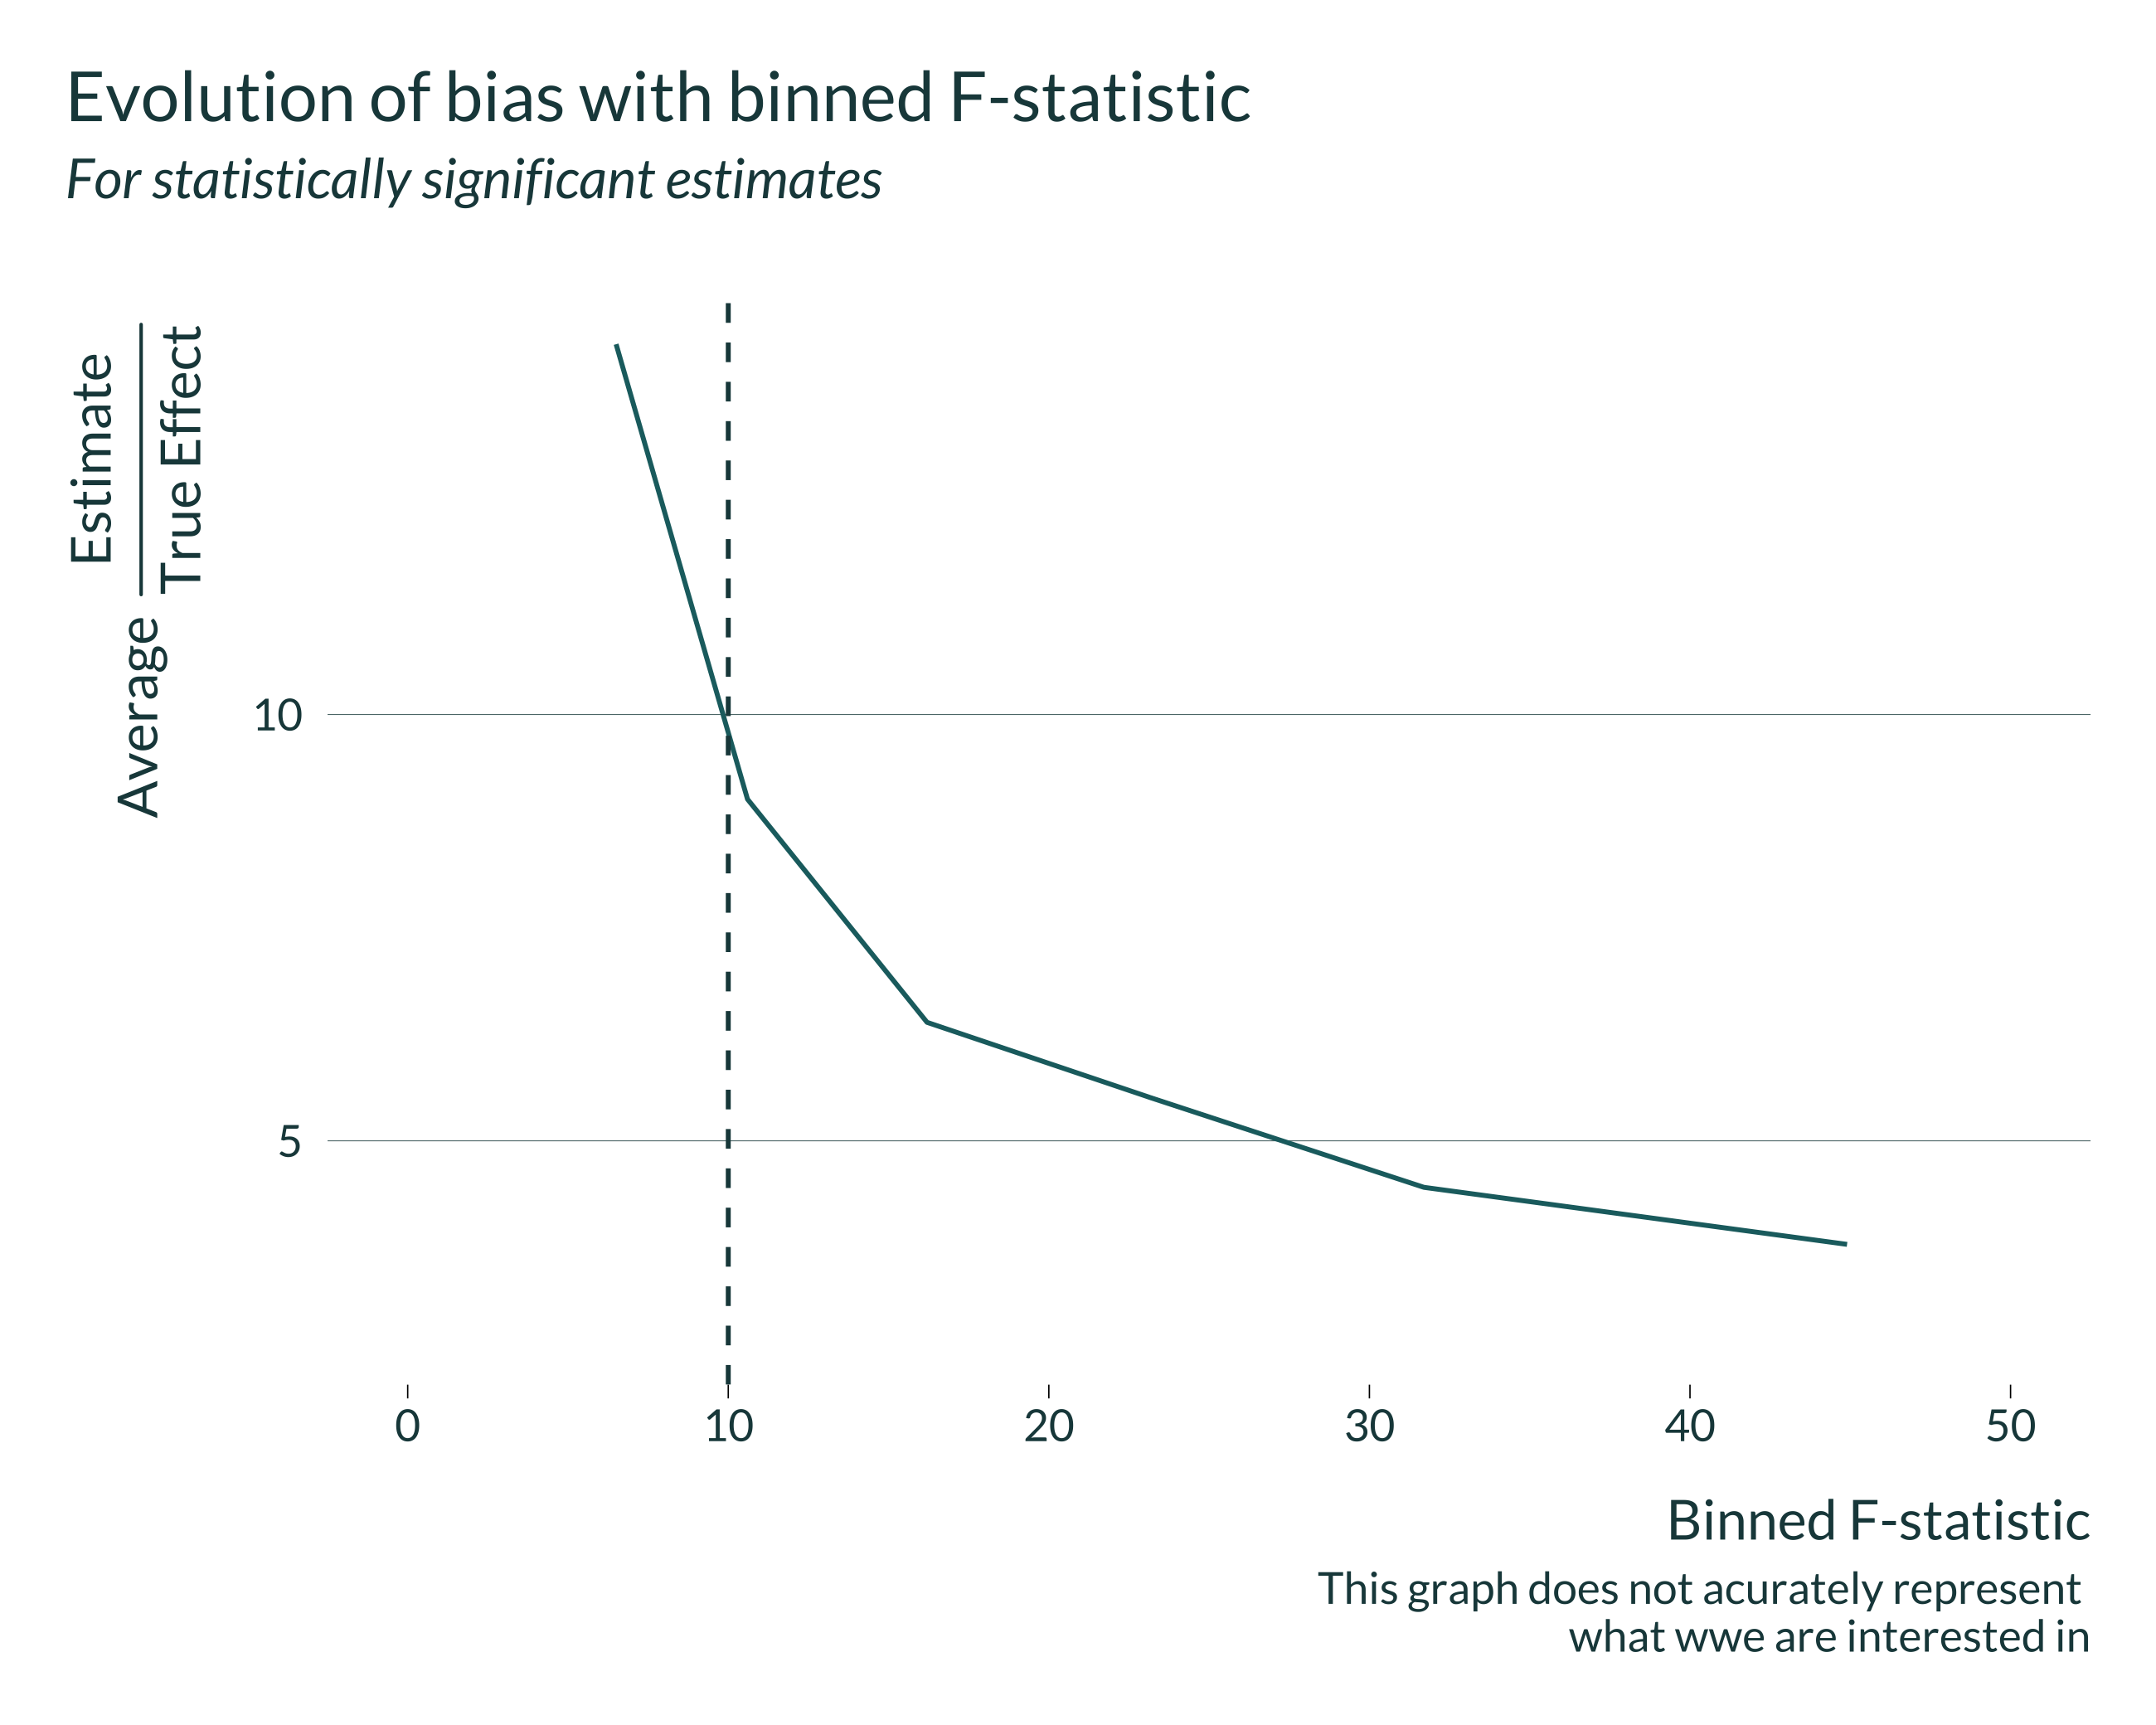 Evolution of bias with binned F-statistic
For statistically significant estimates
Average Estimate
True Effect
10
5
0 10 20 30 40 50
Binned F-statistic
This graph does not acurately represent
what wwe are interested in